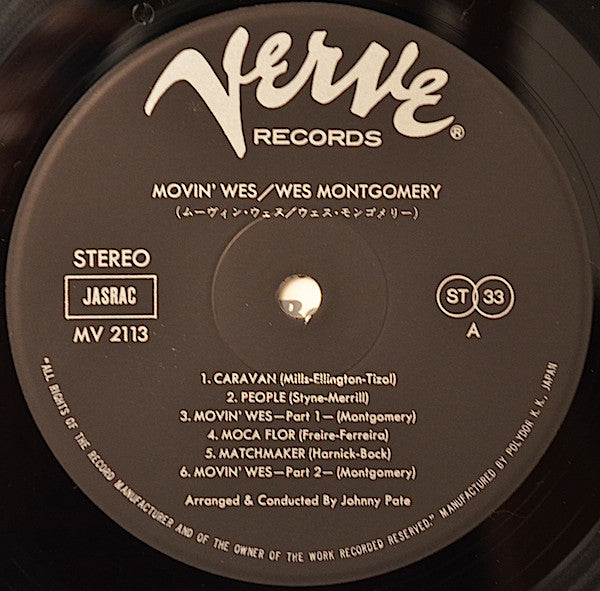 Verve
RECORDS ®
MOVIN' WES/WES MONTGOMERY
(ムーヴィン・ウェス/ウェス・モンゴメリー)
STEREO
JASRAC
MV 2113
ST 33
A
1. CARAVAN (Mills-Ellington-Tizol)
2. PEOPLE (Styne-Merrill)
3. MOVIN' WES—Part 1— (Montgomery)
4. MOCA FLOR (Freire-Ferreira)
5. MATCHMAKER (Harnick-Bock)
6. MOVIN' WES—Part 2— (Montgomery)
Arranged & Conducted By Johnny Pate
"ALL RIGHTS OF THE RECORD MANUFACTURER AND OF THE OWNER OF THE WORK RECORDED RESERVED." MANUFACTURED BY POLYDOR K. K., JAPAN